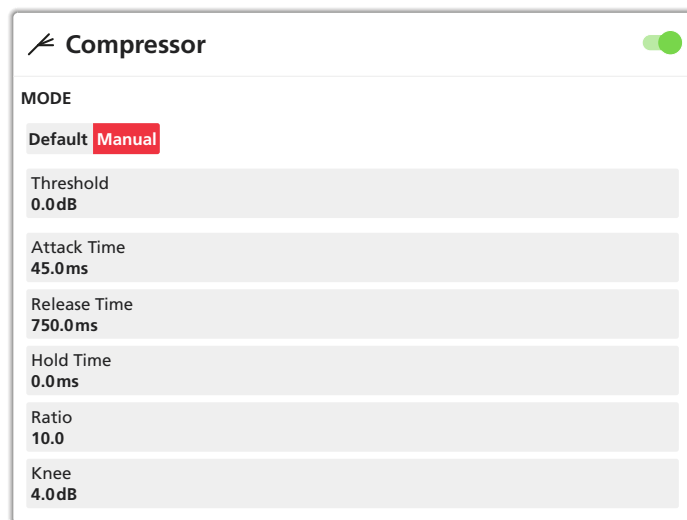 Compressor
MODE
Default Manual
Threshold
0.0dB
Attack Time
45.0ms
Release Time
750.0ms
Hold Time
0.0ms
Ratio
10.0
Knee
4.0dB